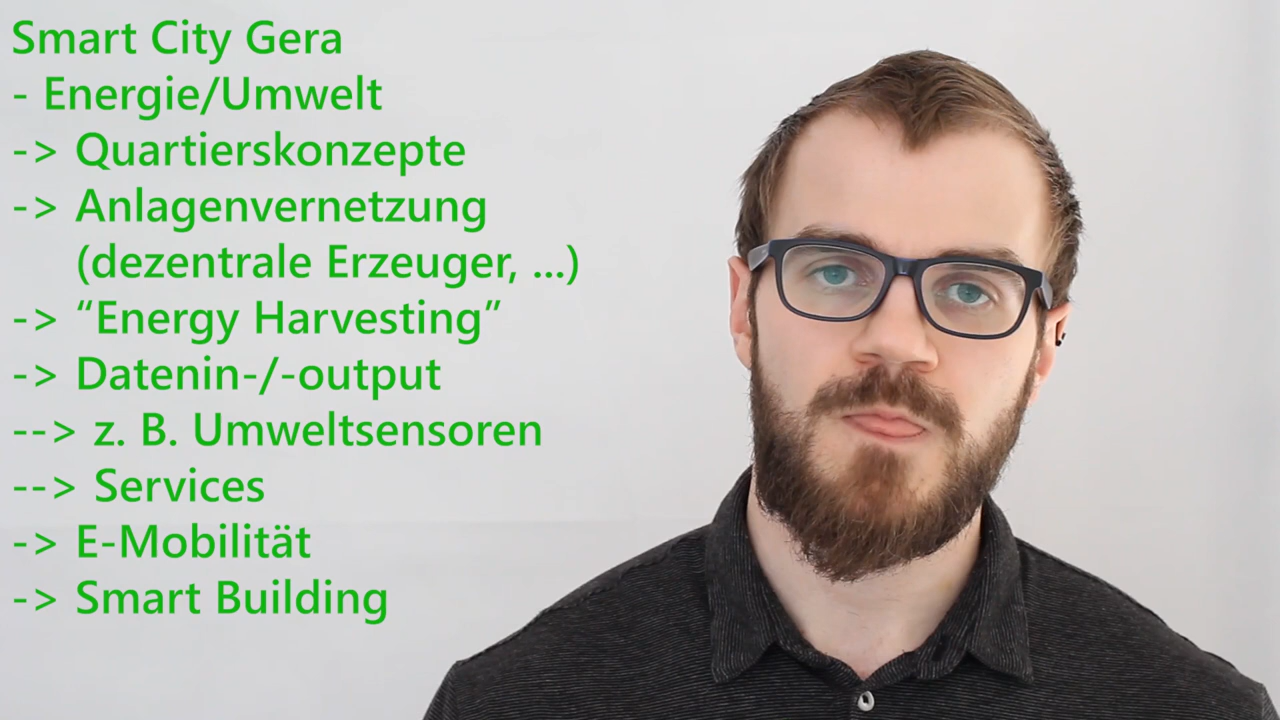 Smart City Gera
- Energie/Umwelt
-> Quartierskonzepte
-> Anlagenvernetzung
(dezentrale Erzeuger, ...)
-> “Energy Harvesting”
-> Datenin-/-output
--> z. B. Umweltsensoren
--> Services
-> E-Mobilität
-> Smart Building